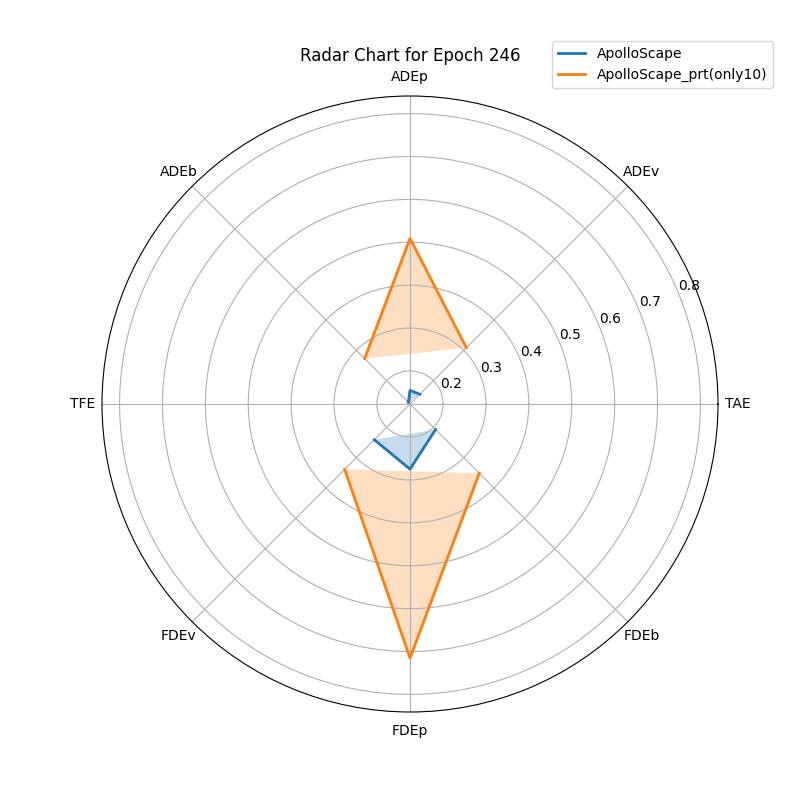 Radar Chart for Epoch 246
ApolloScape
ApolloScape_prt(only10)
ADEp
ADEb
ADEv
0.8
0.7
0.6
0.5
0.4
0.3
0.2
TFE
TAE
FDEv
FDEb
FDEp